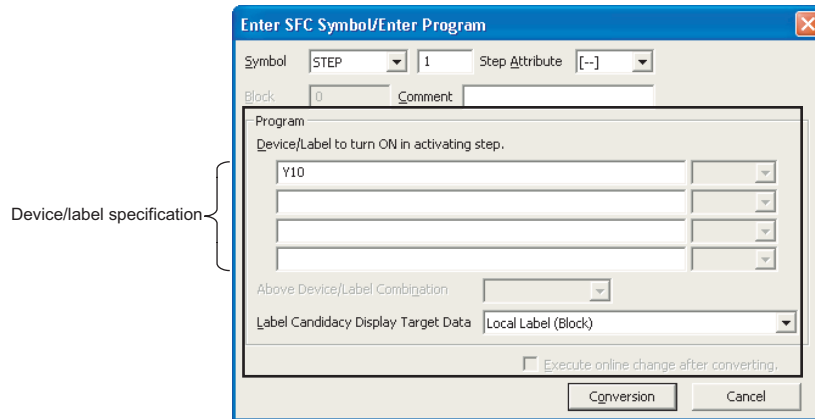 Enter SFC Symbol/Enter Program
Symbol STEP 1 Step Attribute [--]
Block 0 Comment
Program
Device/Label to turn ON in activating step.
Y10
Device/label specification
Above Device/Label Combination
Label Candidacy Display Target Data Local Label (Block)
Execute online change after converting.
Conversion Cancel